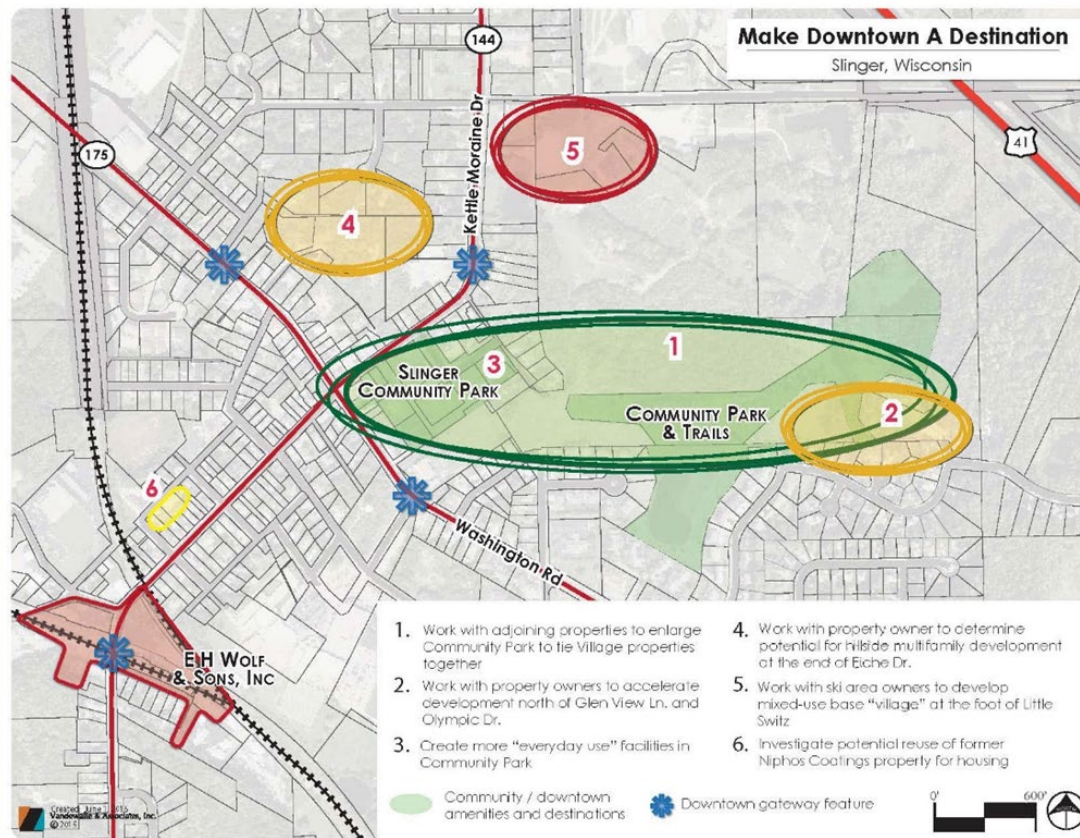 Make Downtown A Destination
Slinger, Wisconsin
144
41
175
Kettle Moraine Dr
5
4
1
3
SLINGER
COMMUNITY PARK
COMMUNITY PARK
& TRAILS
2
6
Washington Rd
E H WOLF
& SONS, INC
1. Work with adjoining properties to enlarge
Community Park to tie Village properties
together
2. Work with property owners to accelerate
development north of Glen View Ln. and
Olympic Dr.
3. Create more “everyday use” facilities in
Community Park
4. Work with property owner to determine
potential for hillside multifamily development
at the end of Eiche Dr.
5. Work with ski area owners to develop
mixed-use base “village” at the foot of Little
Switz
6. Investigate potential reuse of former
Niphos Coatings property for housing
Community / downtown
amenities and destinations
Downtown gateway feature
0'
600'
Vandewalle & Associates, Inc.